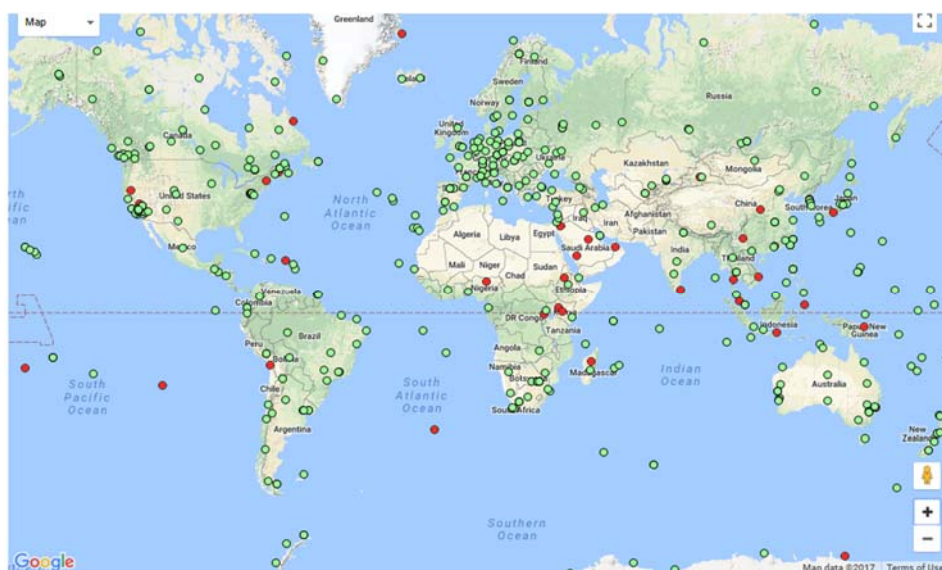 Map
Greenland
Finland
Sweden
Norway
Russia
Canada
United
Kingdom
Ukraine
Kazakhstan
Mongolia
North
Atlantic
Ocean
United States
Turkey
Iraq
Iran
Afghanistan
Pakistan
China
South Korea
Japan
Algeria
Libya
Egypt
Saudi Arabia
India
Mexico
Mali
Niger
Chad
Sudan
Thailand
Nigeria
Ethiopia
Venezuela
Colombia
DR Congo
Indonesia
Papua New
Guinea
Tanzania
Brazil
Peru
Angola
Bolivia
Namibia
Madagascar
Indian
Ocean
South
Pacific
Ocean
South
Atlantic
Ocean
Chile
South Africa
Australia
Argentina
New
Zealand
Southern
Ocean
Google
Map data ©2017
Terms of Use